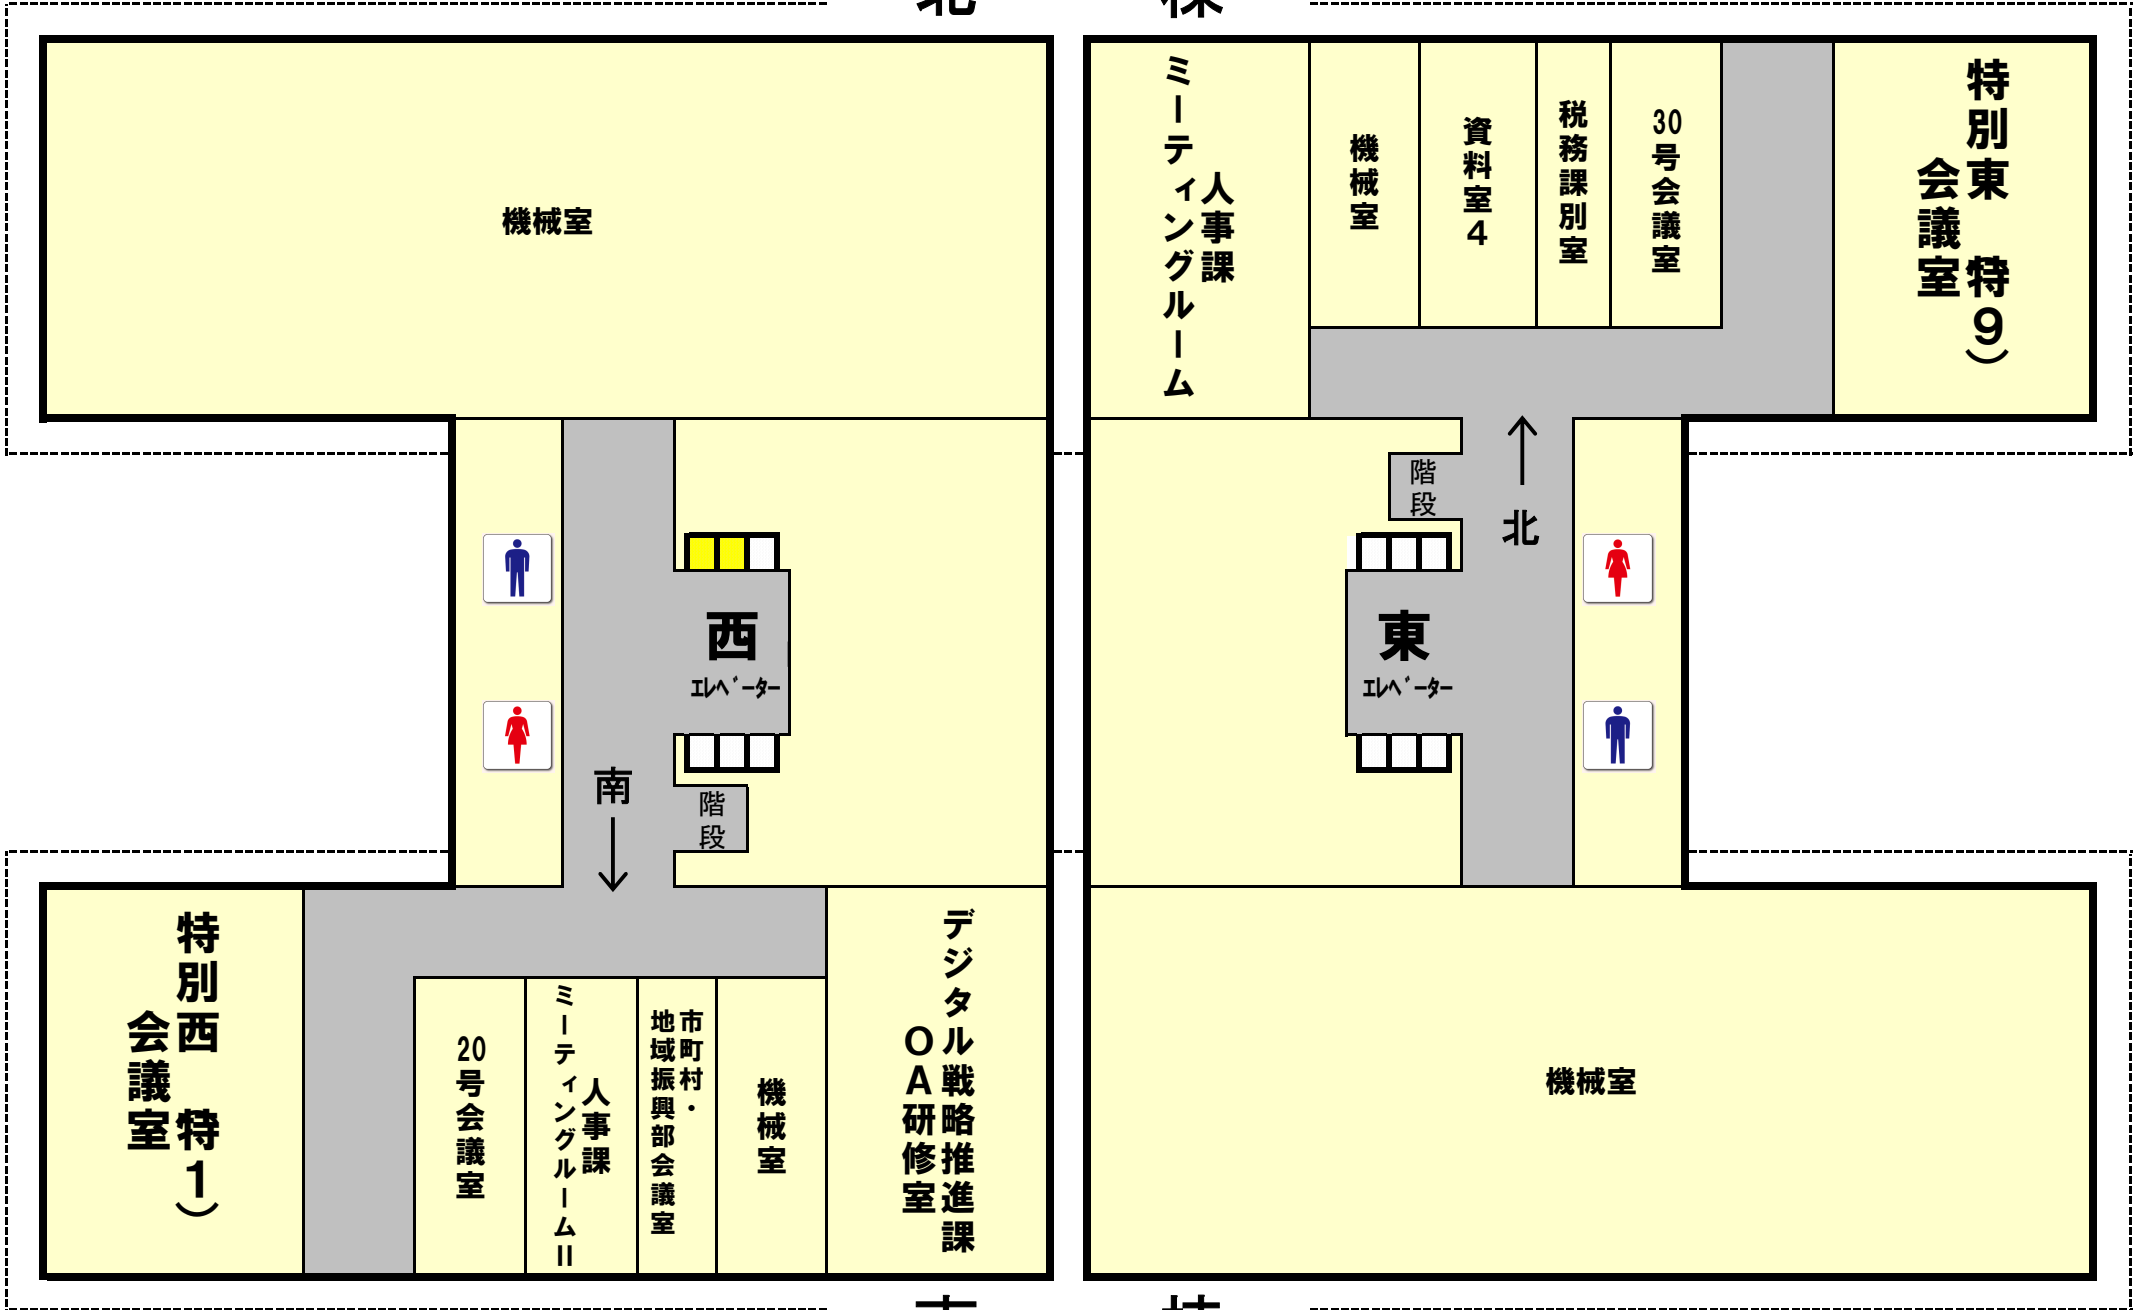 北　棟
機械室
人事課
ミーティングルーム
機械室
資料室４
税務課別室
30号会議室
特別東　（特９）
会議室
階段
北
西
ｴﾚﾍﾞｰﾀｰ
東
ｴﾚﾍﾞｰﾀｰ
南
階段
特別西　（特１）
会議室
20号会議室
人事課
ミーティングルームⅡ
市町村・
地域振興部会議室
機械室
デジタル戦略推進課
ＯＡ研修室
機械室